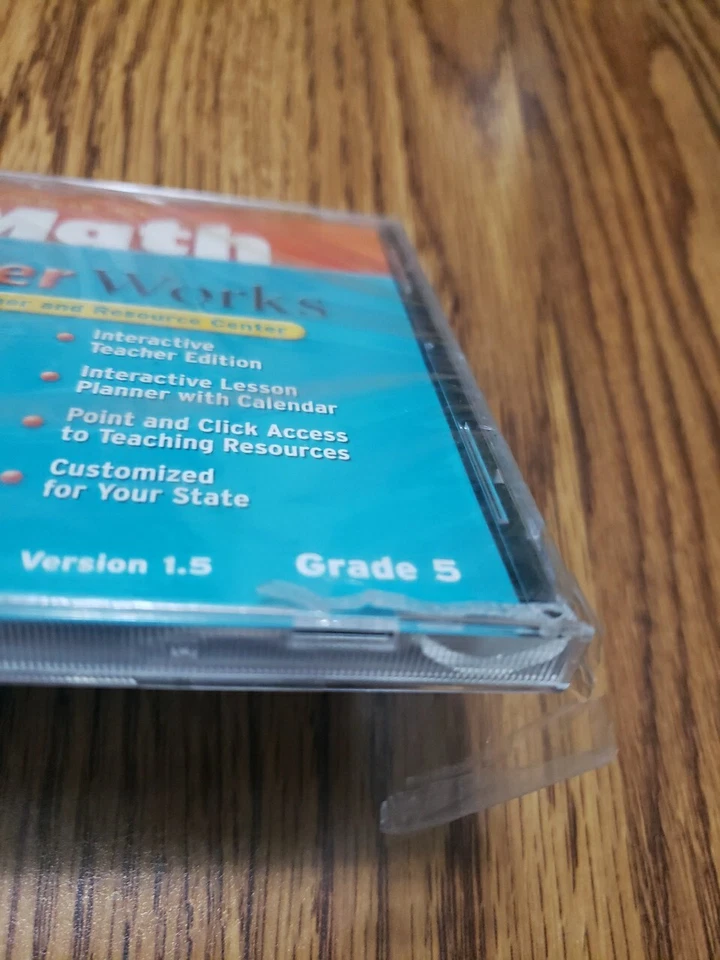 Math
er Works
er and Resource Center
Interactive
Teacher Edition
Interactive Lesson
Planner with Calendar
Point and Click Access
to Teaching Resources
Customized
for Your State
Version 1.5 Grade 5